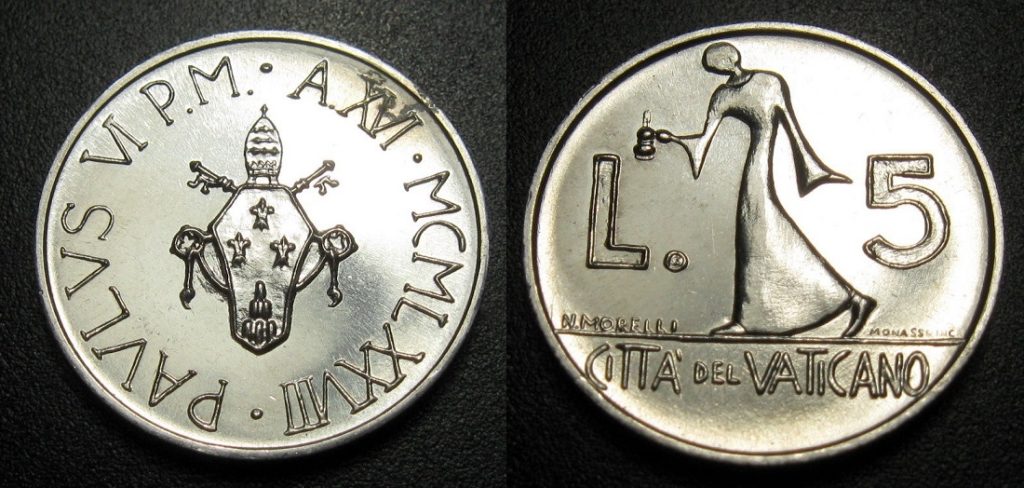 PAVLVS VI P.M. · A.XVI · MCMLXXVIII ·
L. 5
N.MORELLI
MONASSI INC.
CITTA' DEL VATICANO